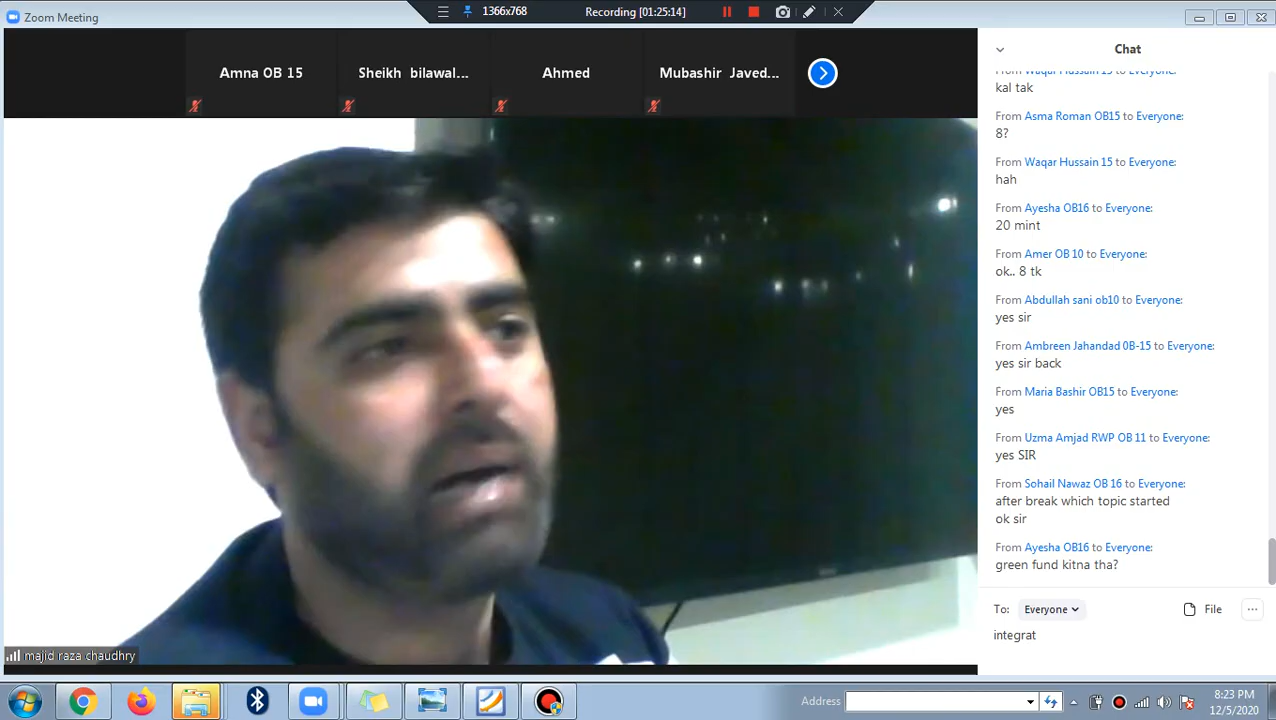 Zoom Meeting
1366x768
Recording [01:25:14]
Amna OB 15
Sheikh bilawal...
Ahmed
Mubashir Javed...
majid raza chaudhry
Chat
From Waqar Hussain 15 to Everyone:
kal tak
From Asma Roman OB15 to Everyone:
8?
From Waqar Hussain 15 to Everyone:
hah
From Ayesha OB16 to Everyone:
20 mint
From Amer OB 10 to Everyone:
ok.. 8 tk
From Abdullah sani ob10 to Everyone:
yes sir
From Ambreen Jahandad 0B-15 to Everyone:
yes sir back
From Maria Bashir OB15 to Everyone:
yes
From Uzma Amjad RWP OB 11 to Everyone:
yes SIR
From Sohail Nawaz OB 16 to Everyone:
after break which topic started
ok sir
From Ayesha OB16 to Everyone:
green fund kitna tha?
To: Everyone File
integrat
Address
8:23 PM
12/5/2020